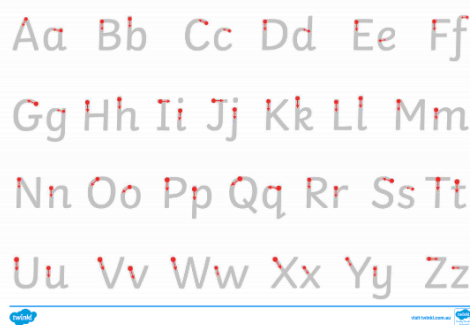 Aa Bb Cc Dd Ee Ff
Gg Hh Ii Jj Kk Ll Mm
Nn Oo Pp Qq Rr Ss Tt
Uu Vv Ww Xx Yy Zz
twinkl visit twinkl.com.au twinkl